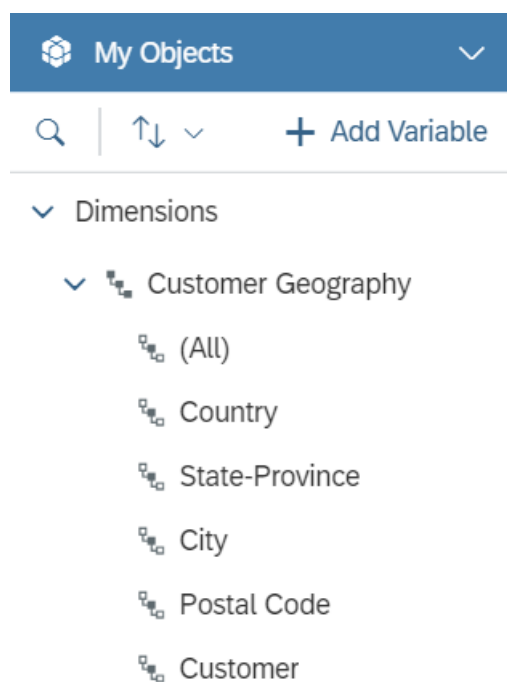 My Objects
Add Variable
Dimensions
Customer Geography
(All)
Country
State-Province
City
Postal Code
Customer